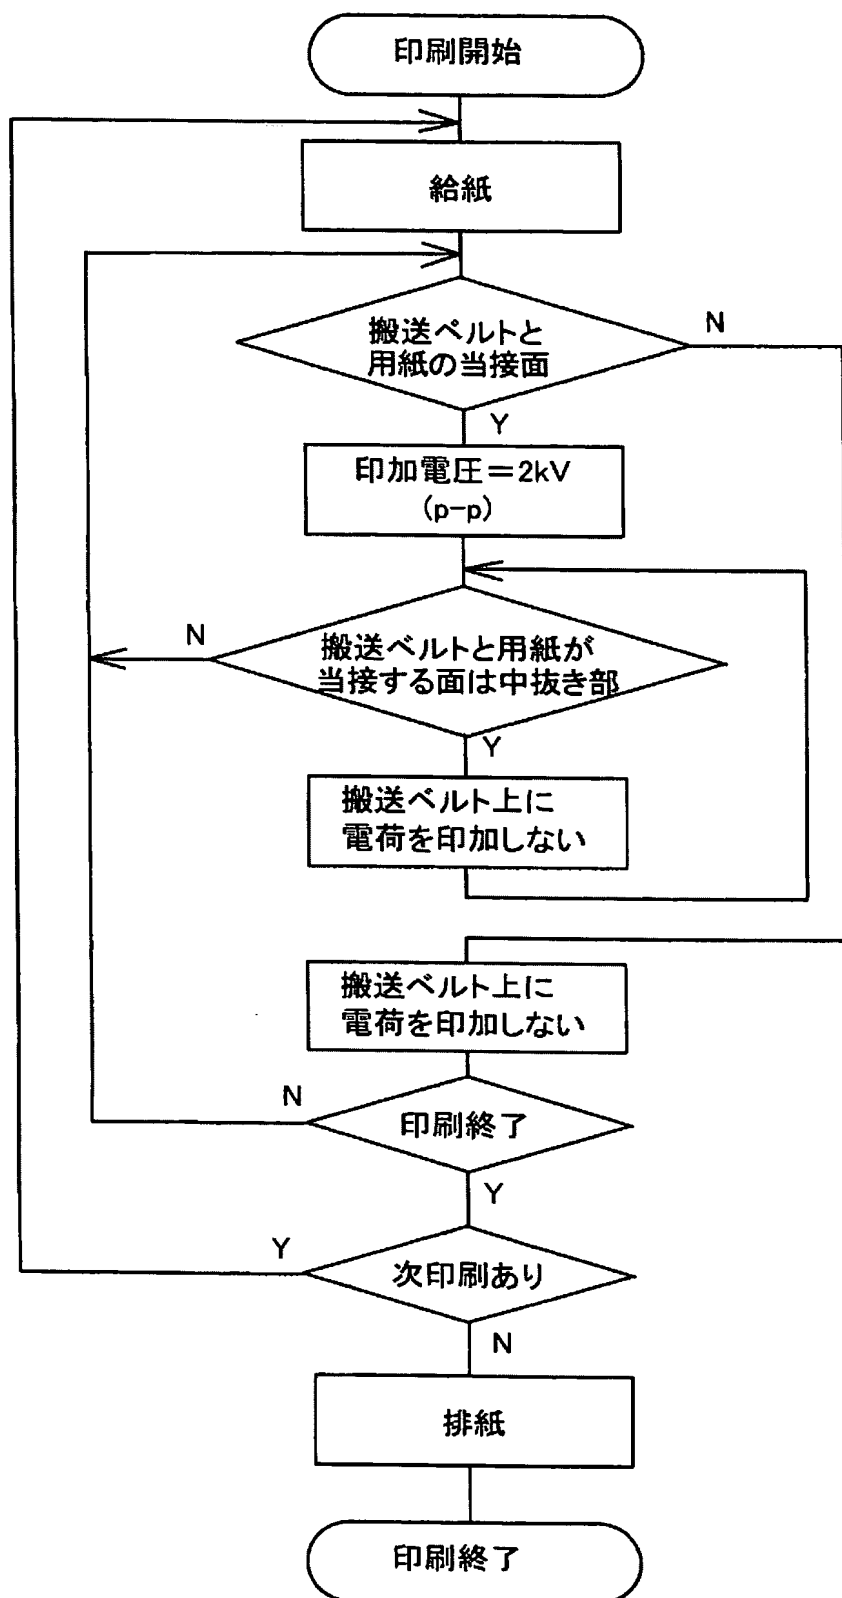 印刷開始
給紙
搬送ベルトと
用紙の当接面
N
Y
印加電圧＝2kV
(p-p)
N
搬送ベルトと用紙が
当接する面は中抜き部
Y
搬送ベルト上に
電荷を印加しない
搬送ベルト上に
電荷を印加しない
N
印刷終了
Y
Y
次印刷あり
N
排紙
印刷終了